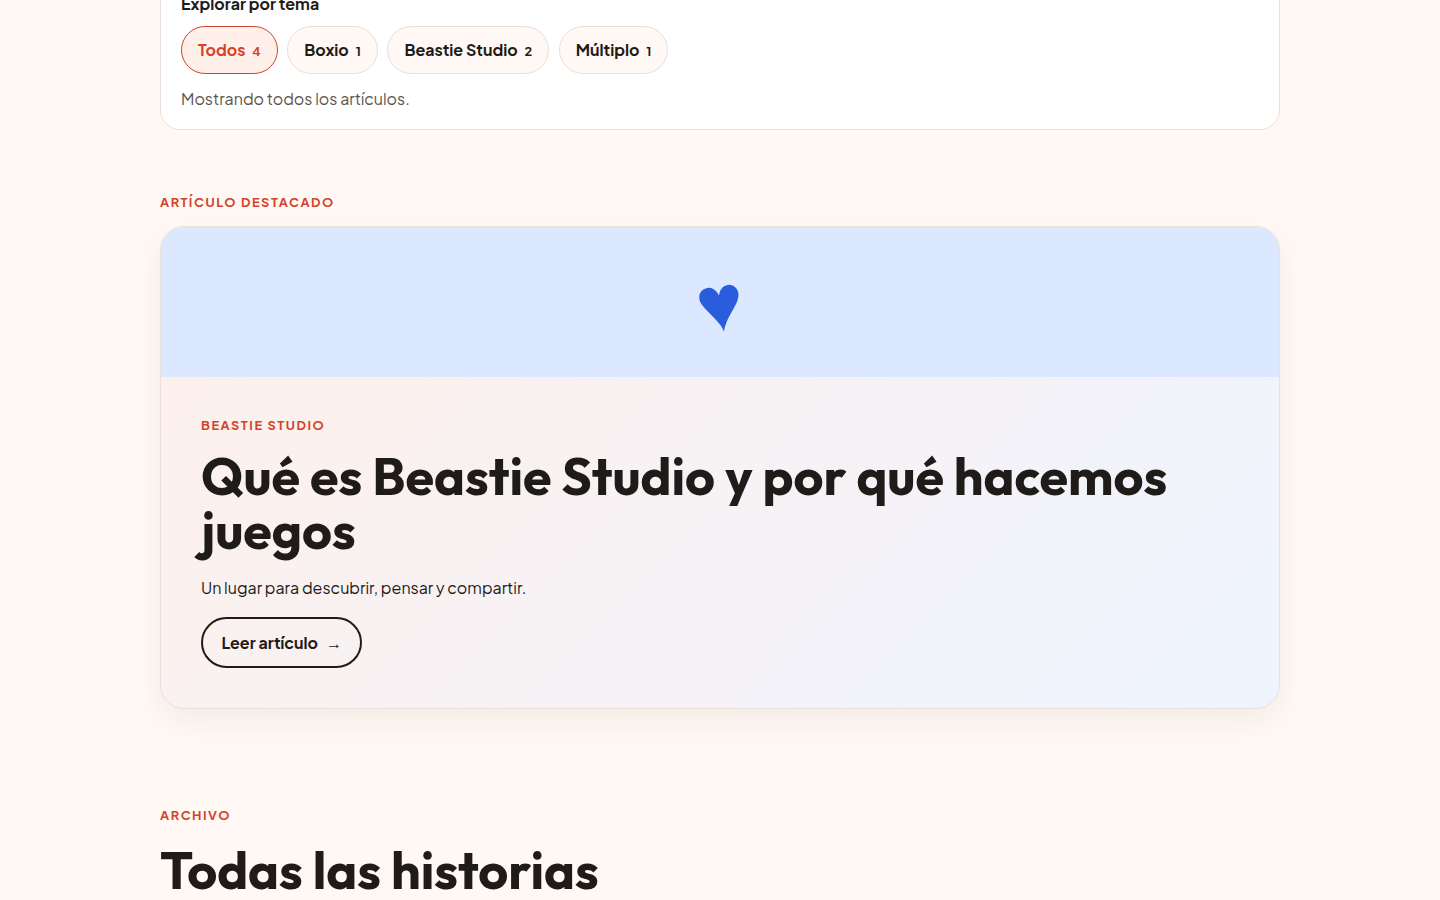 Explorar por tema
Todos 4 Boxio 1 Beastie Studio 2 Múltiplo 1
Mostrando todos los artículos.
ARTÍCULO DESTACADO
BEASTIE STUDIO
Qué es Beastie Studio y por qué hacemos
juegos
Un lugar para descubrir, pensar y compartir.
Leer artículo →
ARCHIVO
Todas las historias